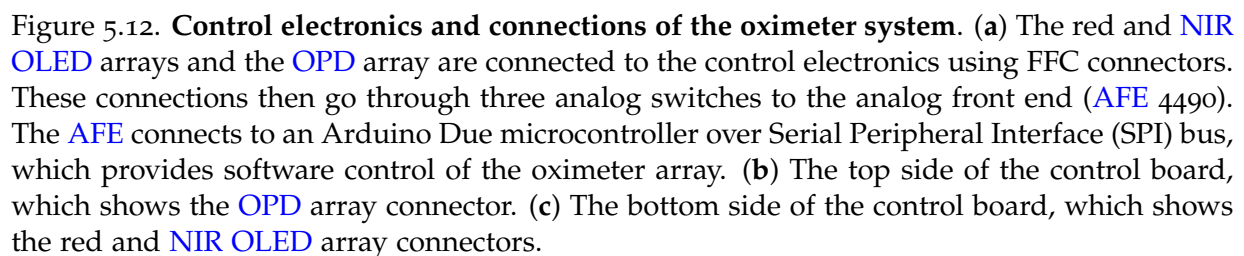 Figure 5.12. Control electronics and connections of the oximeter system. (a) The red and NIR
OLED arrays and the OPD array are connected to the control electronics using FFC connectors.
These connections then go through three analog switches to the analog front end (AFE 4490).
The AFE connects to an Arduino Due microcontroller over Serial Peripheral Interface (SPI) bus,
which provides software control of the oximeter array. (b) The top side of the control board,
which shows the OPD array connector. (c) The bottom side of the control board, which shows
the red and NIR OLED array connectors.